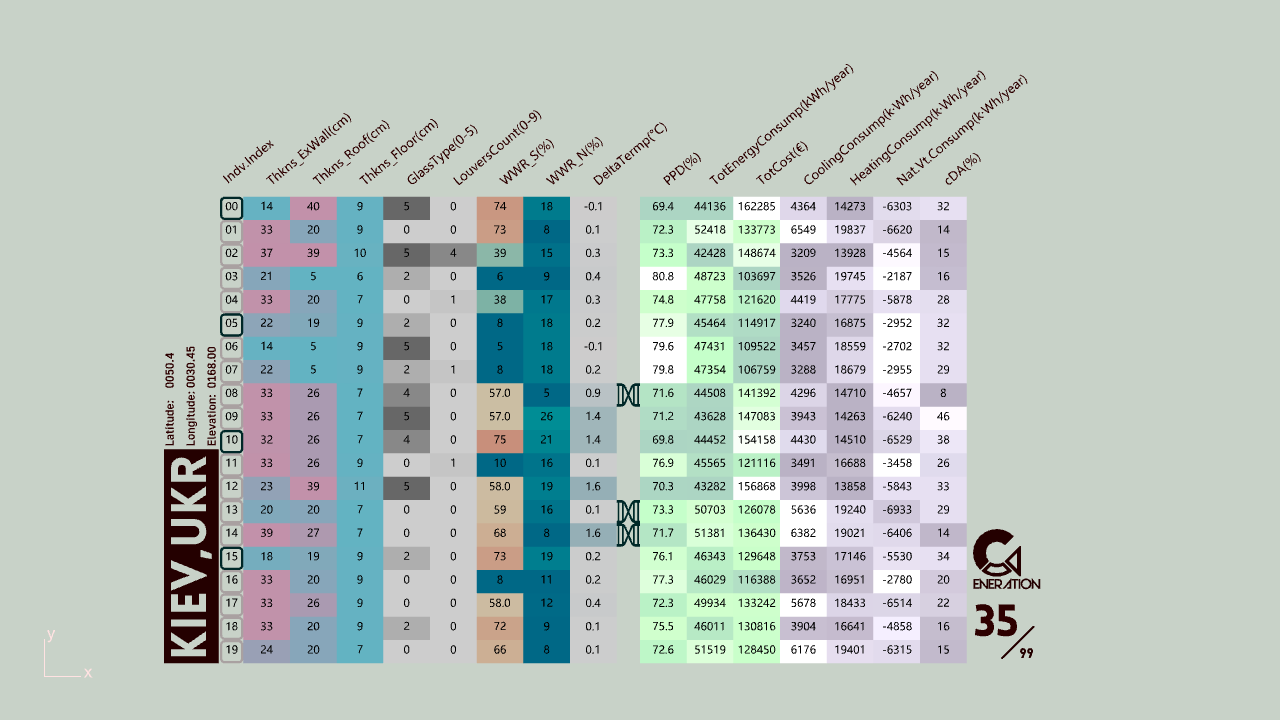 Indv.Index Thkns_ExWall(cm) Thkns_Roof(cm) Thkns_Floor(cm) GlassType(0-5) LouversCount(0-9) WWR_S(%) WWR_N(%) DeltaTermp(°C) PPD(%) TotEnergyConsump(kWh/year) TotCost(€) CoolingConsump(k·Wh/year) HeatingConsump(k·Wh/year) Nat.Vt.Consump(k·Wh/year) cDA(%)
00 14 40 9 5 0 74 18 -0.1 69.4 44136 162285 4364 14273 -6303 32
01 33 20 9 0 0 73 8 0.1 72.3 52418 133773 6549 19837 -6620 14
02 37 39 10 5 4 39 15 0.3 73.3 42428 148674 3209 13928 -4564 15
03 21 5 6 2 0 6 9 0.4 80.8 48723 103697 3526 19745 -2187 16
04 33 20 7 0 1 38 17 0.3 74.8 47758 121620 4419 17775 -5878 28
05 22 19 9 2 0 8 18 0.2 77.9 45464 114917 3240 16875 -2952 32
06 14 5 9 5 0 5 18 -0.1 79.6 47431 109522 3457 18559 -2702 32
07 22 5 9 2 1 8 18 0.2 79.8 47354 106759 3288 18679 -2955 29
08 33 26 7 4 0 57.0 5 0.9 71.6 44508 141392 4296 14710 -4657 8
09 33 26 7 5 0 57.0 26 1.4 71.2 43628 147083 3943 14263 -6240 46
10 32 26 7 4 0 75 21 1.4 69.8 44452 154158 4430 14510 -6529 38
11 33 26 9 0 1 10 16 0.1 76.9 45565 121116 3491 16688 -3458 26
12 23 39 11 5 0 58.0 19 1.6 70.3 43282 156868 3998 13858 -5843 33
13 20 20 7 0 0 59 16 0.1 73.3 50703 126078 5636 19240 -6933 29
14 39 27 7 0 0 68 8 1.6 71.7 51381 136430 6382 19021 -6406 14
15 18 19 9 2 0 73 19 0.2 76.1 46343 129648 3753 17146 -5530 34
16 33 20 9 0 0 8 11 0.2 77.3 46029 116388 3652 16951 -2780 20
17 33 26 9 0 0 58.0 12 0.4 72.3 49934 133242 5678 18433 -6514 22
18 33 20 9 2 0 72 9 0.1 75.5 46011 130816 3904 16641 -4858 16
19 24 20 7 0 0 66 8 0.1 72.6 51519 128450 6176 19401 -6315 15
KIEV,UKR
Latitude: 0050.4
Longitude: 0030.45
Elevation: 0168.00
ENERATION
35/99
y
x